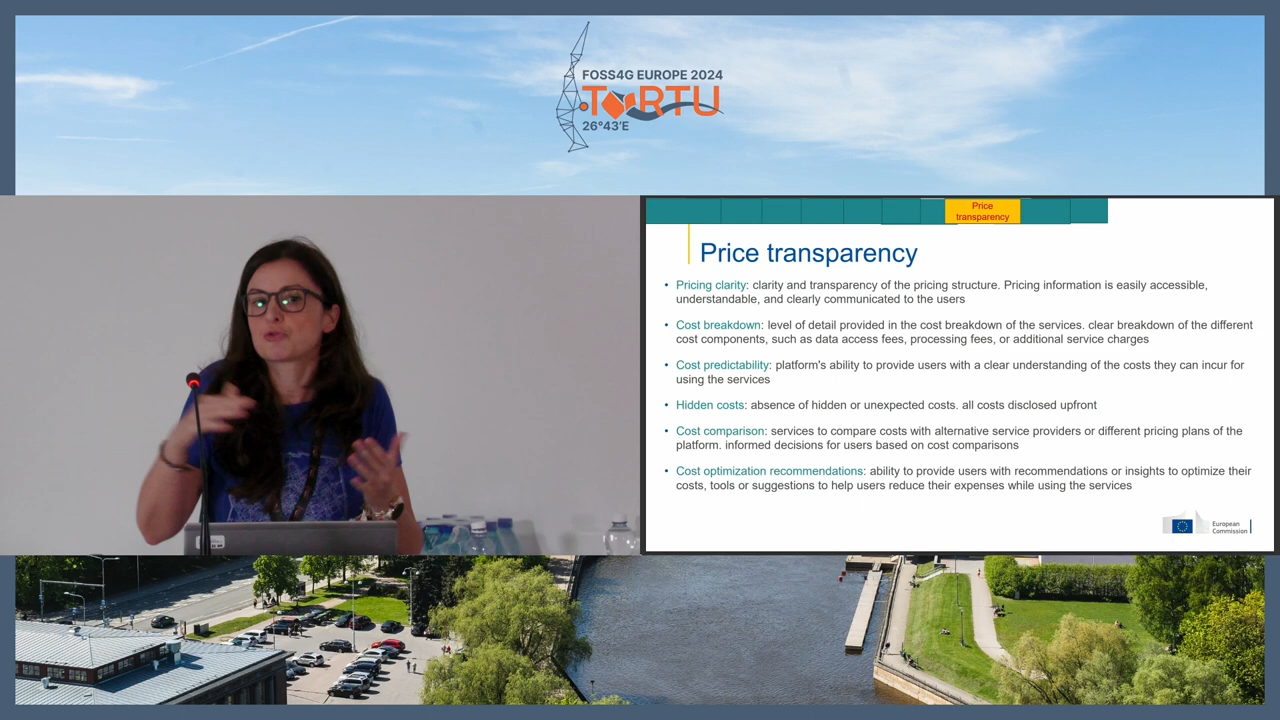 FOSS4G EUROPE 2024
TORTU
26°43'E
Price
transparency
Price transparency
• Pricing clarity: clarity and transparency of the pricing structure. Pricing information is easily accessible,
understandable, and clearly communicated to the users
• Cost breakdown: level of detail provided in the cost breakdown of the services. clear breakdown of the different
cost components, such as data access fees, processing fees, or additional service charges
• Cost predictability: platform's ability to provide users with a clear understanding of the costs they can incur for
using the services
• Hidden costs: absence of hidden or unexpected costs. all costs disclosed upfront
• Cost comparison: services to compare costs with alternative service providers or different pricing plans of the
platform. informed decisions for users based on cost comparisons
• Cost optimization recommendations: ability to provide users with recommendations or insights to optimize their
costs, tools or suggestions to help users reduce their expenses while using the services
European
Commission